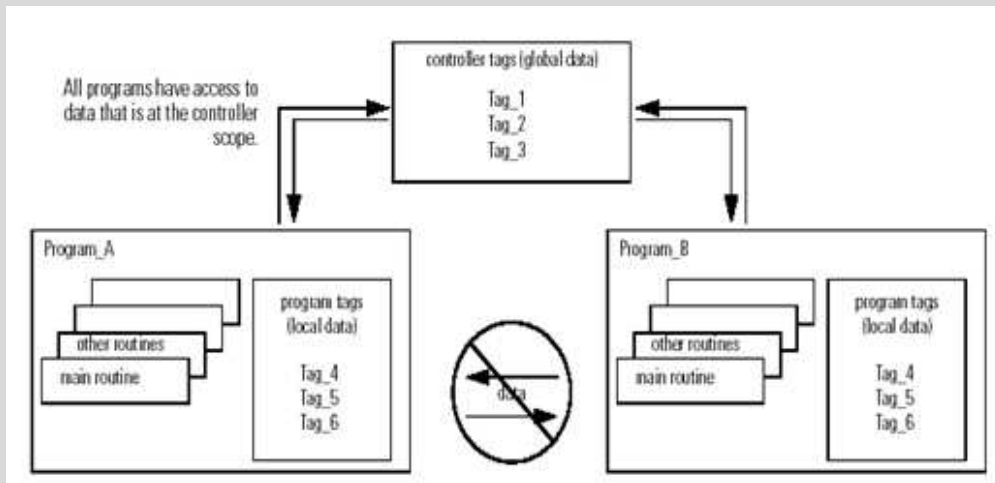 controller tags (global data)
Tag_1
Tag_2
Tag_3
All programs have access to
data that is at the controller
scope.
Program_A
other routines
main routine
program tags
(local data)
Tag_4
Tag_5
Tag_6
data
Program_B
other routines
main routine
program tags
(local data)
Tag_4
Tag_5
Tag_6